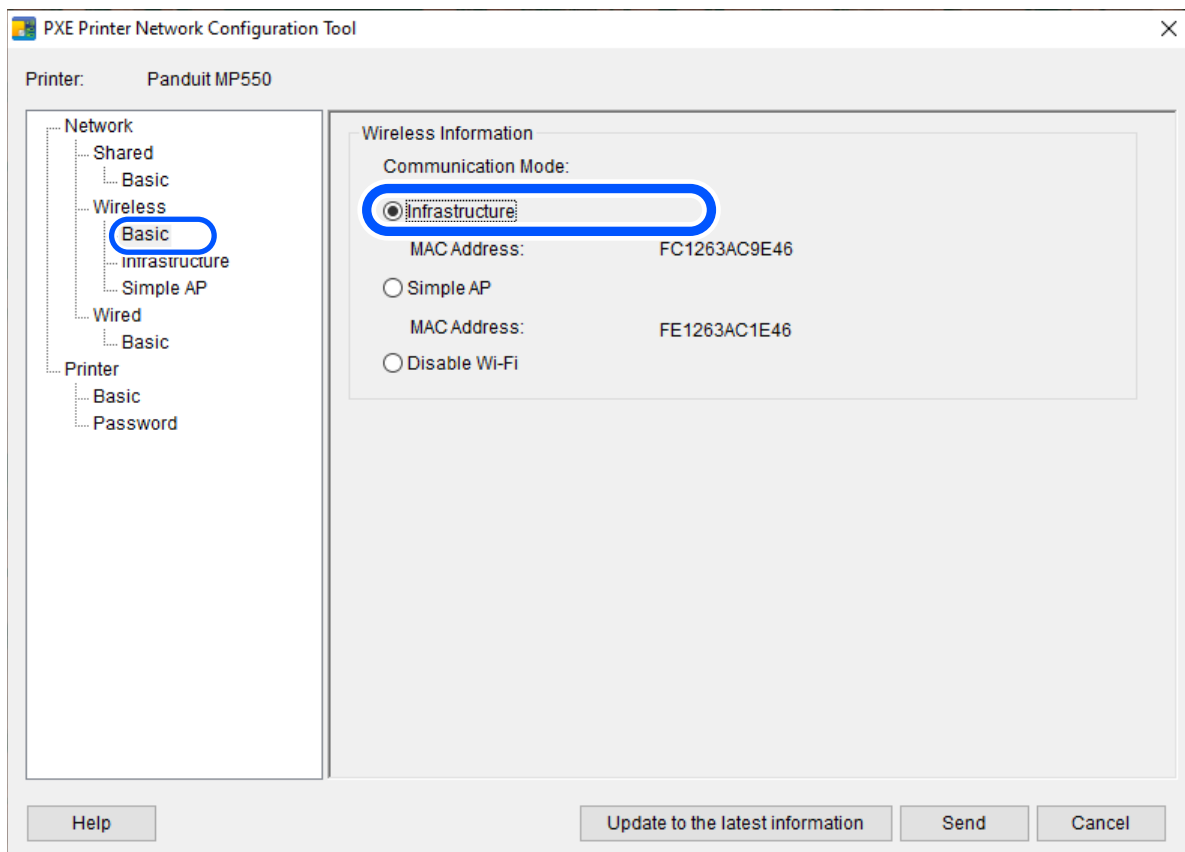 PXE Printer Network Configuration Tool
Printer: Panduit MP550
Network
Shared
Basic
Wireless
Basic
Infrastructure
Simple AP
Wired
Basic
Printer
Basic
Password
Wireless Information
Communication Mode:
Infrastructure
MAC Address: FC1263AC9E46
Simple AP
MAC Address: FE1263AC1E46
Disable Wi-Fi
Help Update to the latest information Send Cancel